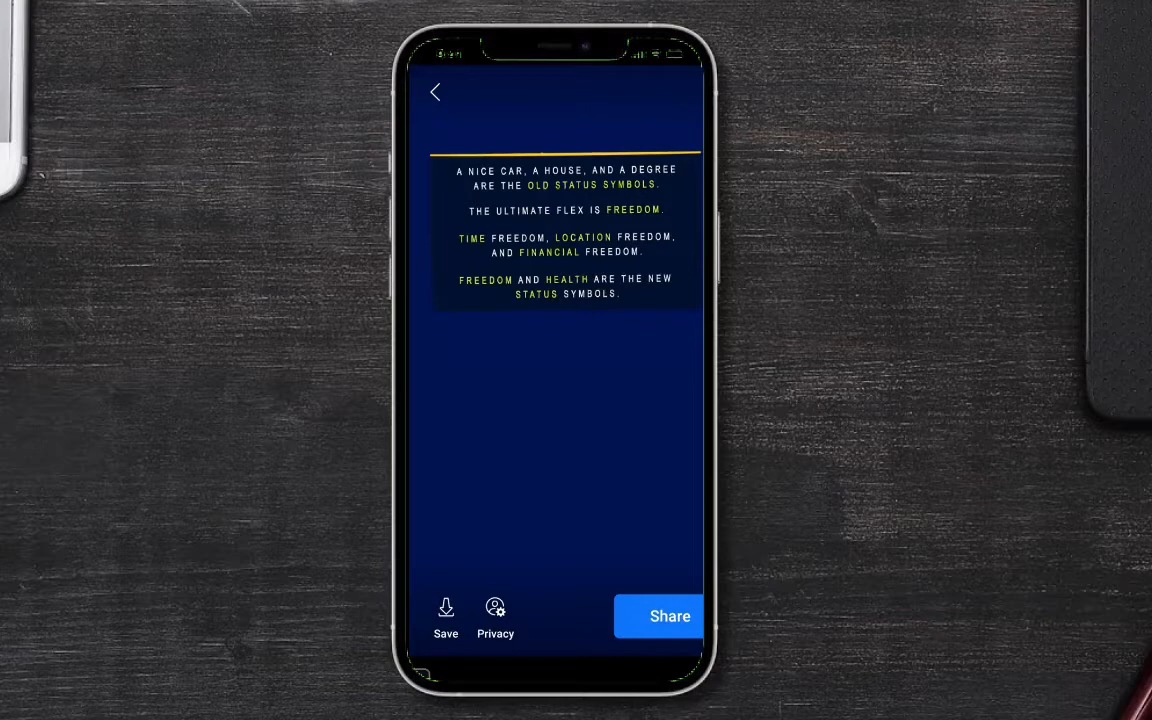 A NICE CAR, A HOUSE, AND A DEGREE
ARE THE OLD STATUS SYMBOLS.
THE ULTIMATE FLEX IS FREEDOM.
TIME FREEDOM, LOCATION FREEDOM,
AND FINANCIAL FREEDOM.
FREEDOM AND HEALTH ARE THE NEW
STATUS SYMBOLS.
Save
Privacy
Share